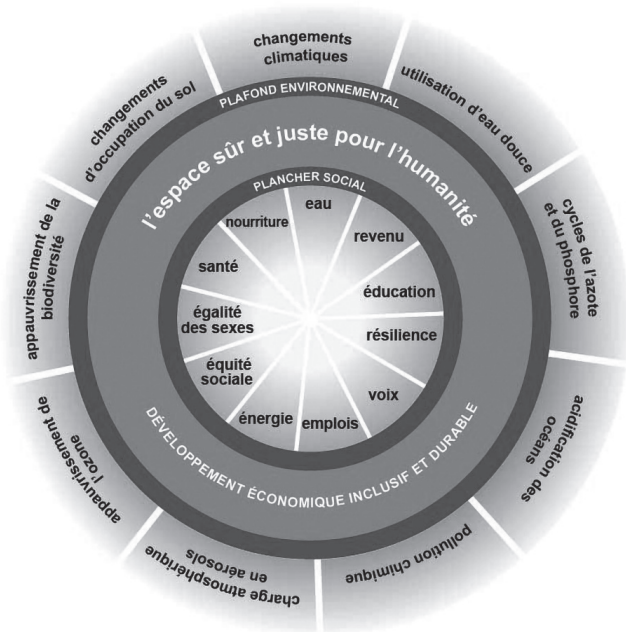 changements
climatiques
utilisation d'eau douce
cycles de l'azote
et du phosphore
acidification des
océans
pollution chimique
charge atmosphérique
en aérosols
appauvrissement de
l'ozone
appauvrissement de la
biodiversité
changements
d'occupation du sol
PLAFOND ENVIRONNEMENTAL
l'espace sûr et juste pour l'humanité
PLANCHER SOCIAL
eau
revenu
éducation
résilience
voix
emplois
énergie
équité
sociale
égalité
des sexes
santé
nourriture
DÉVELOPPEMENT ÉCONOMIQUE INCLUSIF ET DURABLE